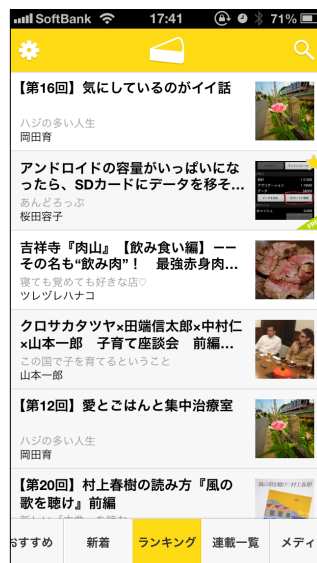 SoftBank 17:41 71%
【第16回】気にしているのがイイ話
ハジの多い人生
岡田育
アンドロイドの容量がいっぱいにな
ったら、SDカードにデータを移そ...
あんどろっぷ
桜田容子
吉祥寺『肉山』【飲み食い編】ーー
その名も“飲み肉”！ 最強赤身肉...
寝ても覚めても好きな店♡
ツレヅレハナコ
クロサカタツヤ×田端信太郎×中村仁
×山本一郎 子育て座談会 前編...
この国で子を育てるということ
山本一郎
【第12回】愛とごはんと集中治療室
ハジの多い人生
岡田育
【第20回】村上春樹の読み方『風の
歌を聴け』前編
おすすめ 新着 ランキング 連載一覧 メディ